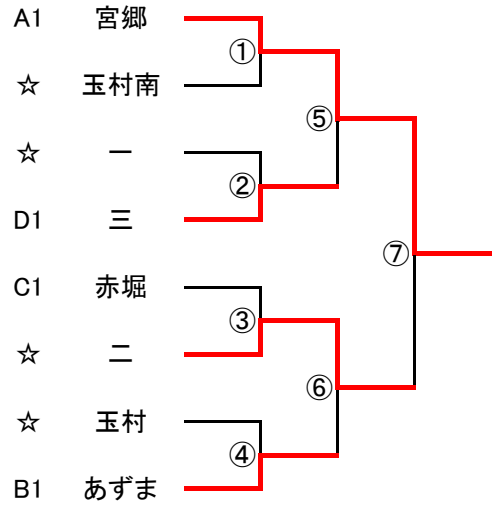 A1 宮郷
①
☆ 玉村南
⑤
☆ 一
②
D1 三
⑦
C1 赤堀
③
☆ 二
⑥
☆ 玉村
④
B1 あずま